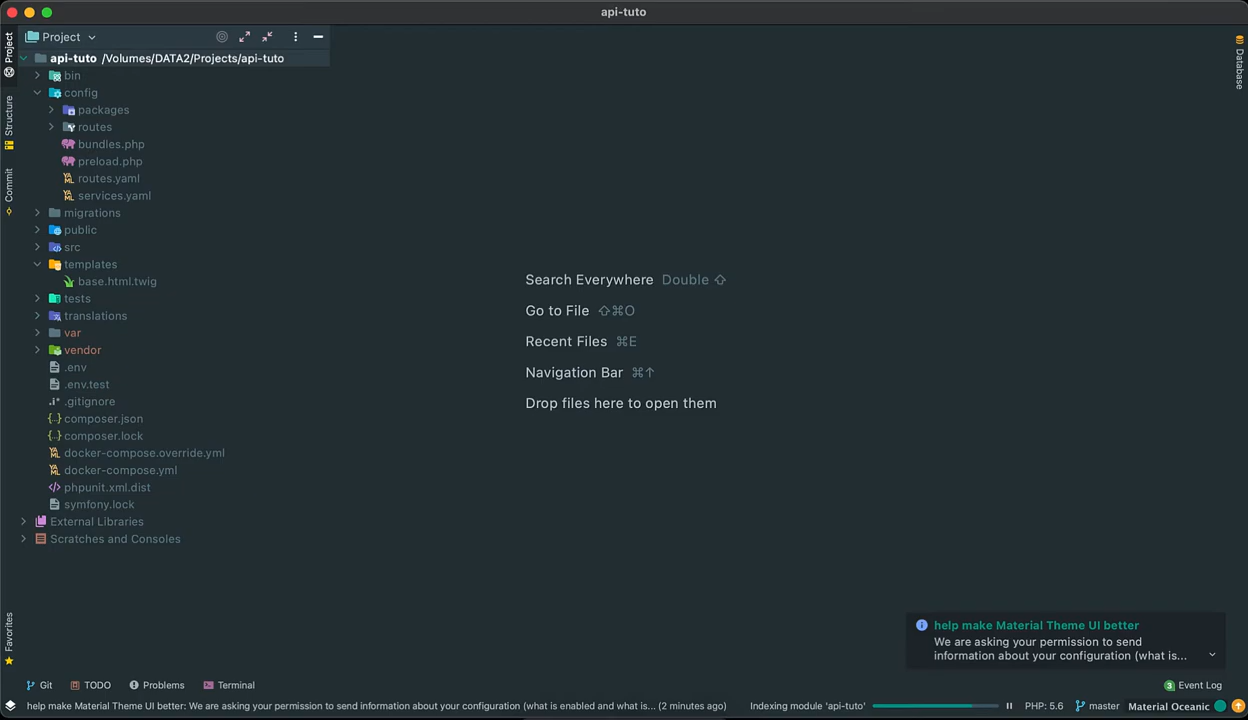 api-tuto
Project
Project
api-tuto /Volumes/DATA2/Projects/api-tuto
bin
config
packages
routes
bundles.php
preload.php
routes.yaml
services.yaml
migrations
public
src
templates
base.html.twig
tests
translations
var
vendor
.env
.env.test
.gitignore
composer.json
composer.lock
docker-compose.override.yml
docker-compose.yml
phpunit.xml.dist
symfony.lock
External Libraries
Scratches and Consoles
Structure
Commit
Favorites
Search Everywhere Double ⇧
Go to File ⇧⌘O
Recent Files ⌘E
Navigation Bar ⌘↑
Drop files here to open them
Database
help make Material Theme UI better
We are asking your permission to send
information about your configuration (what is...
Git TODO Problems Terminal 3 Event Log
help make Material Theme UI better: We are asking your permission to send information about your configuration (what is enabled and what is... (2 minutes ago) Indexing module 'api-tuto' PHP: 5.6 master Material Oceanic